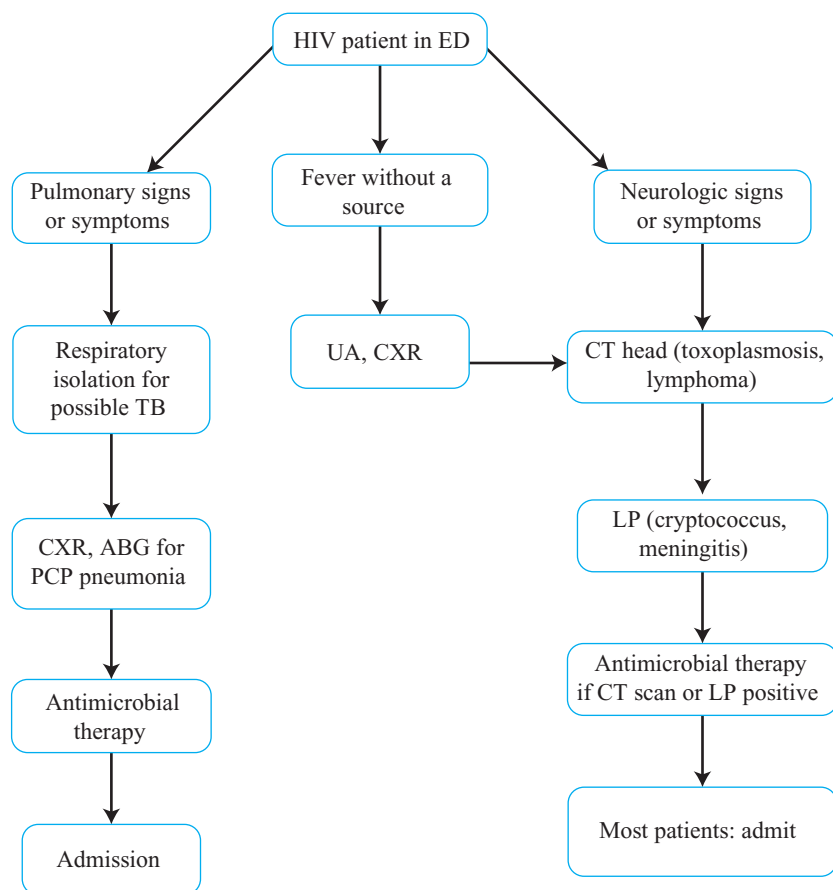 HIV patient in ED
Pulmonary signs
or symptoms
Fever without a
source
Neurologic signs
or symptoms
Respiratory
isolation for
possible TB
UA, CXR
CT head (toxoplasmosis,
lymphoma)
CXR, ABG for
PCP pneumonia
LP (cryptococcus,
meningitis)
Antimicrobial
therapy
Antimicrobial therapy
if CT scan or LP positive
Admission
Most patients: admit